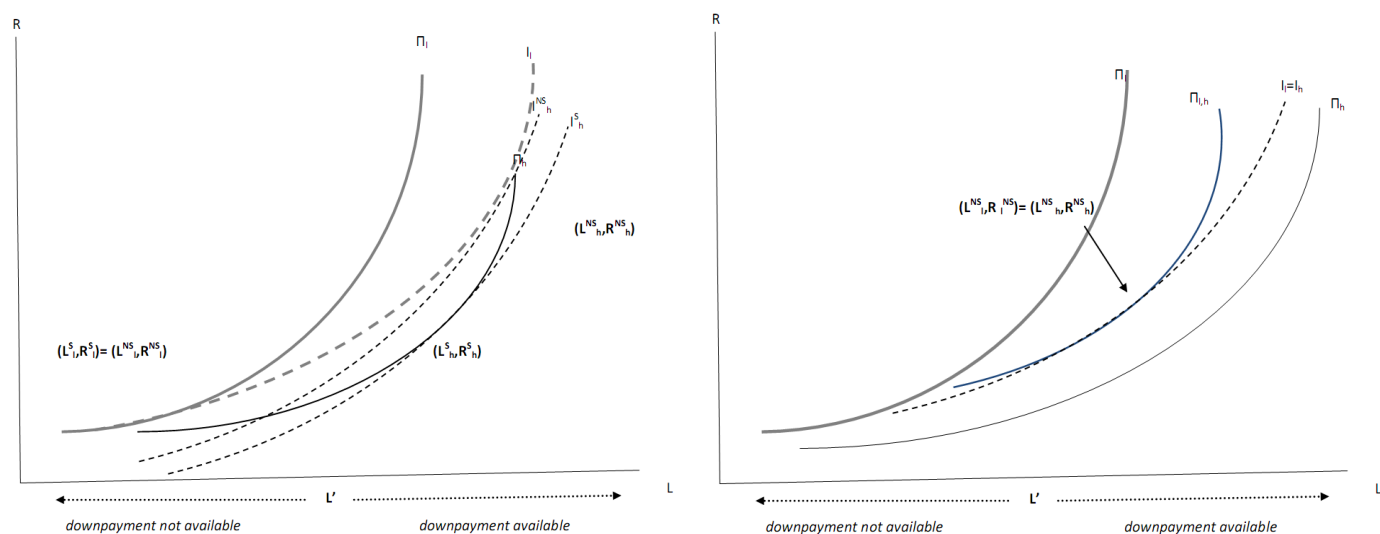 R
Π_l
I_l
I^NS_h
I^S_h
Π_h
(L^NS_h,R^NS_h)
(L^S_l,R^S_l)= (L^NS_l,R^NS_l)
(L^S_h,R^S_h)
L
L’
downpayment not available
downpayment available
R
Π_l
Π_l,h
I_l=I_h
Π_h
(L^NS_l,R_l^NS)= (L^NS_h,R^NS_h)
L
L’
downpayment not available
downpayment available